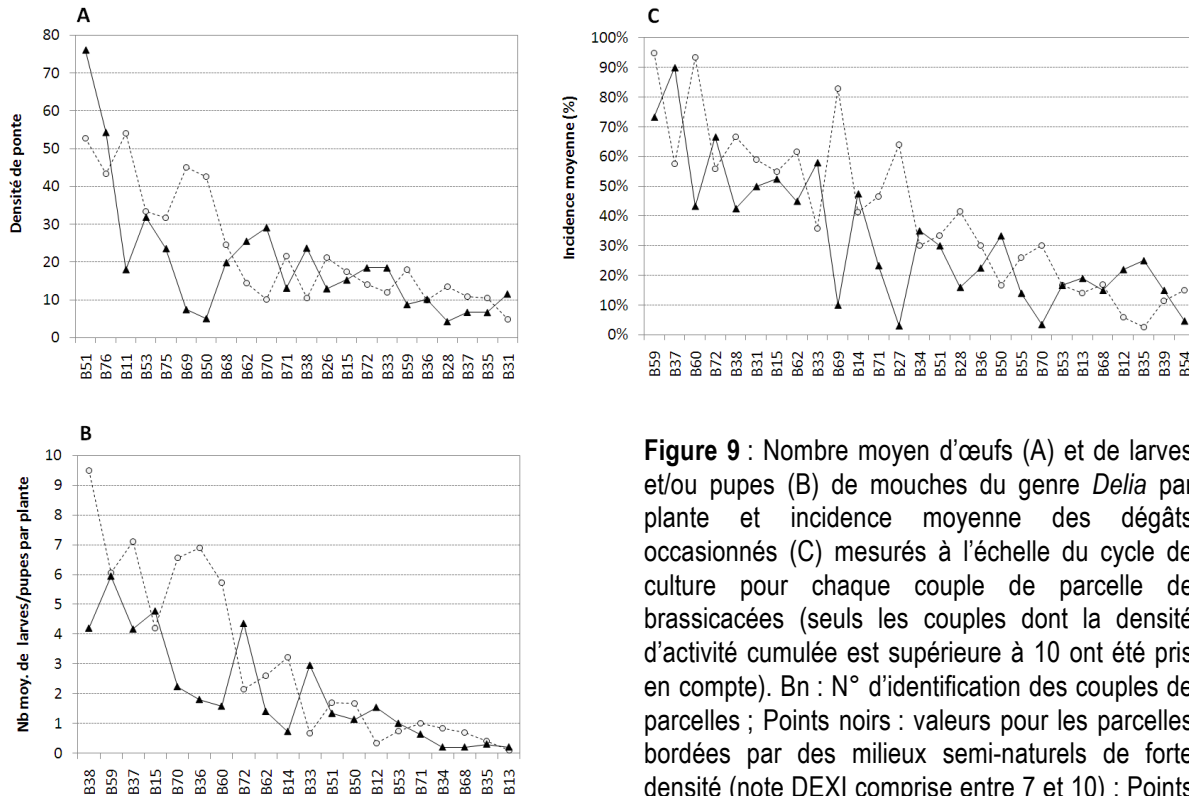 A
Densité de ponte
80
70
60
50
40
30
20
10
0
B51 B76 B11 B53 B75 B69 B50 B68 B62 B70 B71 B38 B26 B15 B72 B33 B59 B36 B28 B37 B35 B31
C
Incidence moyenne (%)
100%
90%
80%
70%
60%
50%
40%
30%
20%
10%
0%
B59 B37 B60 B72 B38 B31 B15 B62 B33 B69 B14 B71 B27 B34 B51 B28 B36 B50 B55 B70 B53 B13 B68 B12 B35 B39 B54
B
Nb moy. de larves/pupes par plante
10
9
8
7
6
5
4
3
2
1
0
B38 B59 B37 B15 B70 B36 B60 B72 B62 B14 B33 B51 B50 B12 B53 B71 B34 B68 B35 B13
Figure 9 : Nombre moyen d’œufs (A) et de larves
et/ou pupes (B) de mouches du genre Delia par
plante et incidence moyenne des dégâts
occasionnés (C) mesurés à l’échelle du cycle de
culture pour chaque couple de parcelle de
brassicacées (seuls les couples dont la densité
d’activité cumulée est supérieure à 10 ont été pris
en compte). Bn : N° d’identification des couples de
parcelles ; Points noirs : valeurs pour les parcelles
bordées par des milieux semi-naturels de forte
densité (note DEXI comprise entre 7 et 10) ; Points